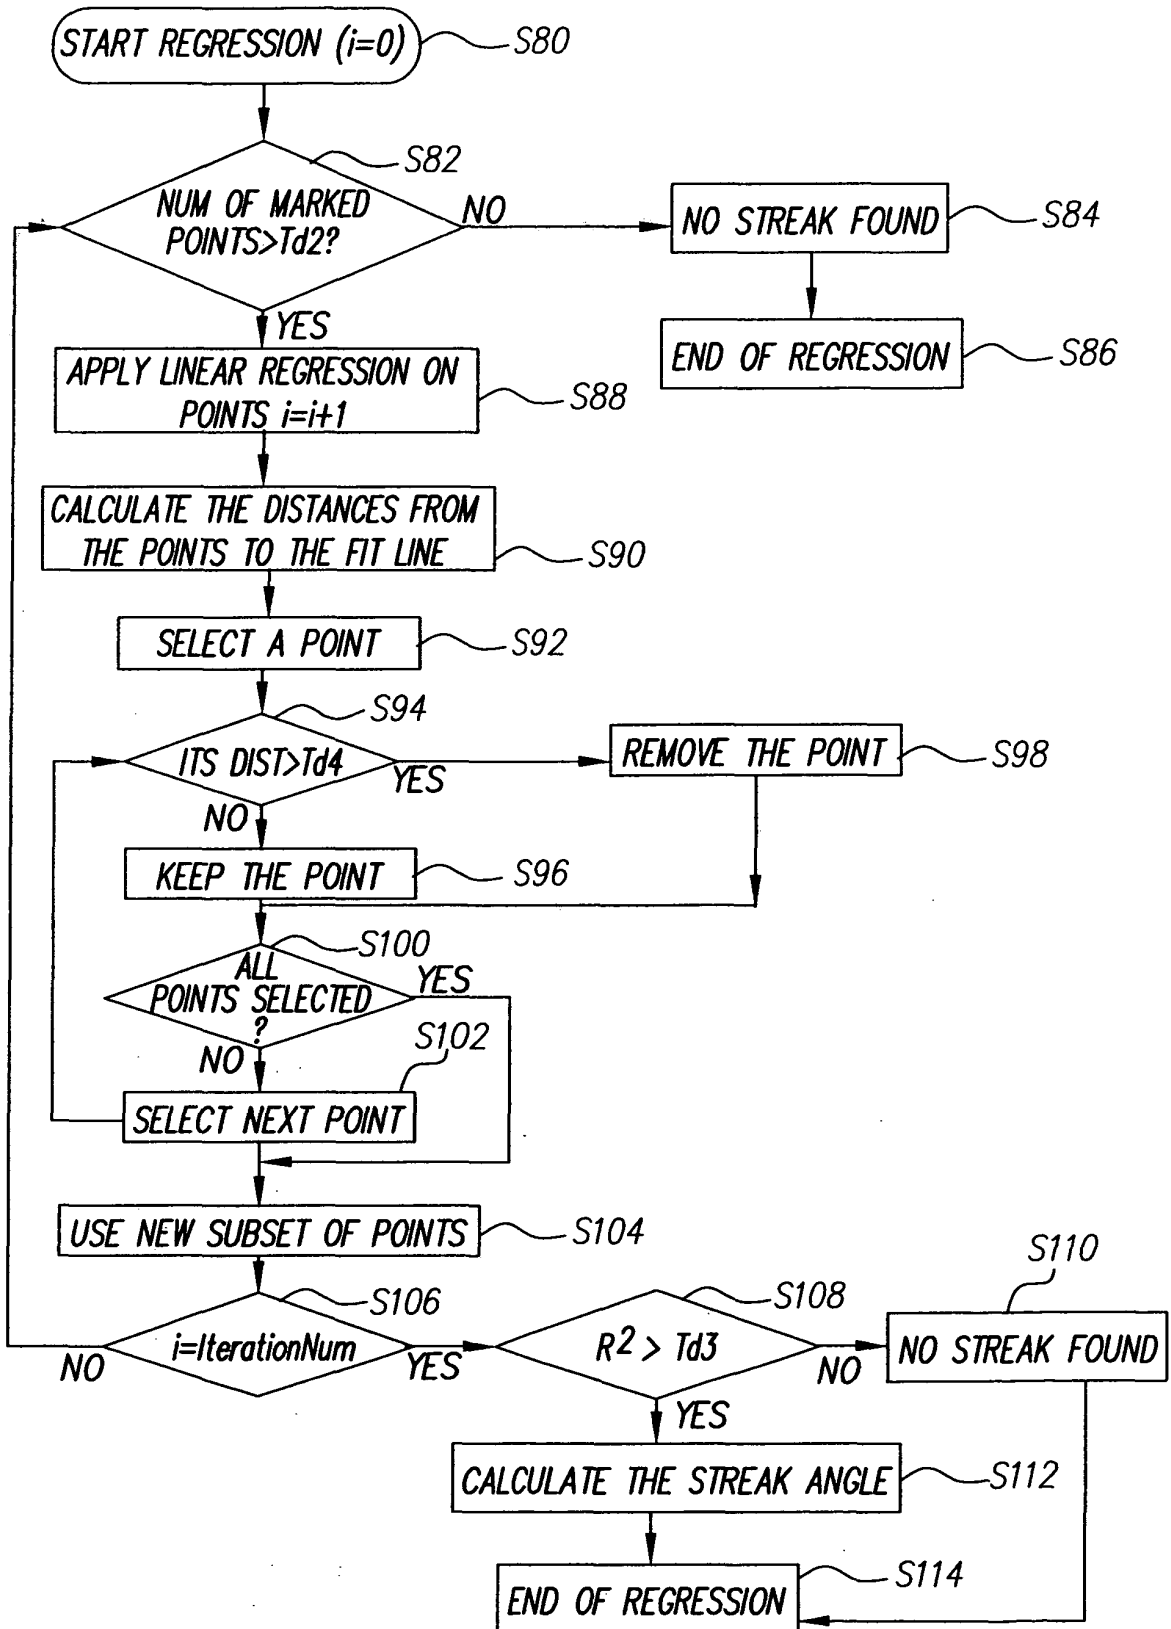 START REGRESSION (i=0)
S80
S82
NUM OF MARKED
POINTS>Td2?
NO
NO STREAK FOUND
S84
YES
END OF REGRESSION
S86
APPLY LINEAR REGRESSION ON
POINTS i=i+1
S88
CALCULATE THE DISTANCES FROM
THE POINTS TO THE FIT LINE
S90
SELECT A POINT
S92
S94
ITS DIST>Td4
YES
REMOVE THE POINT
S98
NO
KEEP THE POINT
S96
S100
ALL
POINTS SELECTED
?
YES
NO
S102
SELECT NEXT POINT
USE NEW SUBSET OF POINTS
S104
S106
i=IterationNum
NO
YES
S108
R² > Td3
NO
S110
NO STREAK FOUND
YES
CALCULATE THE STREAK ANGLE
S112
END OF REGRESSION
S114